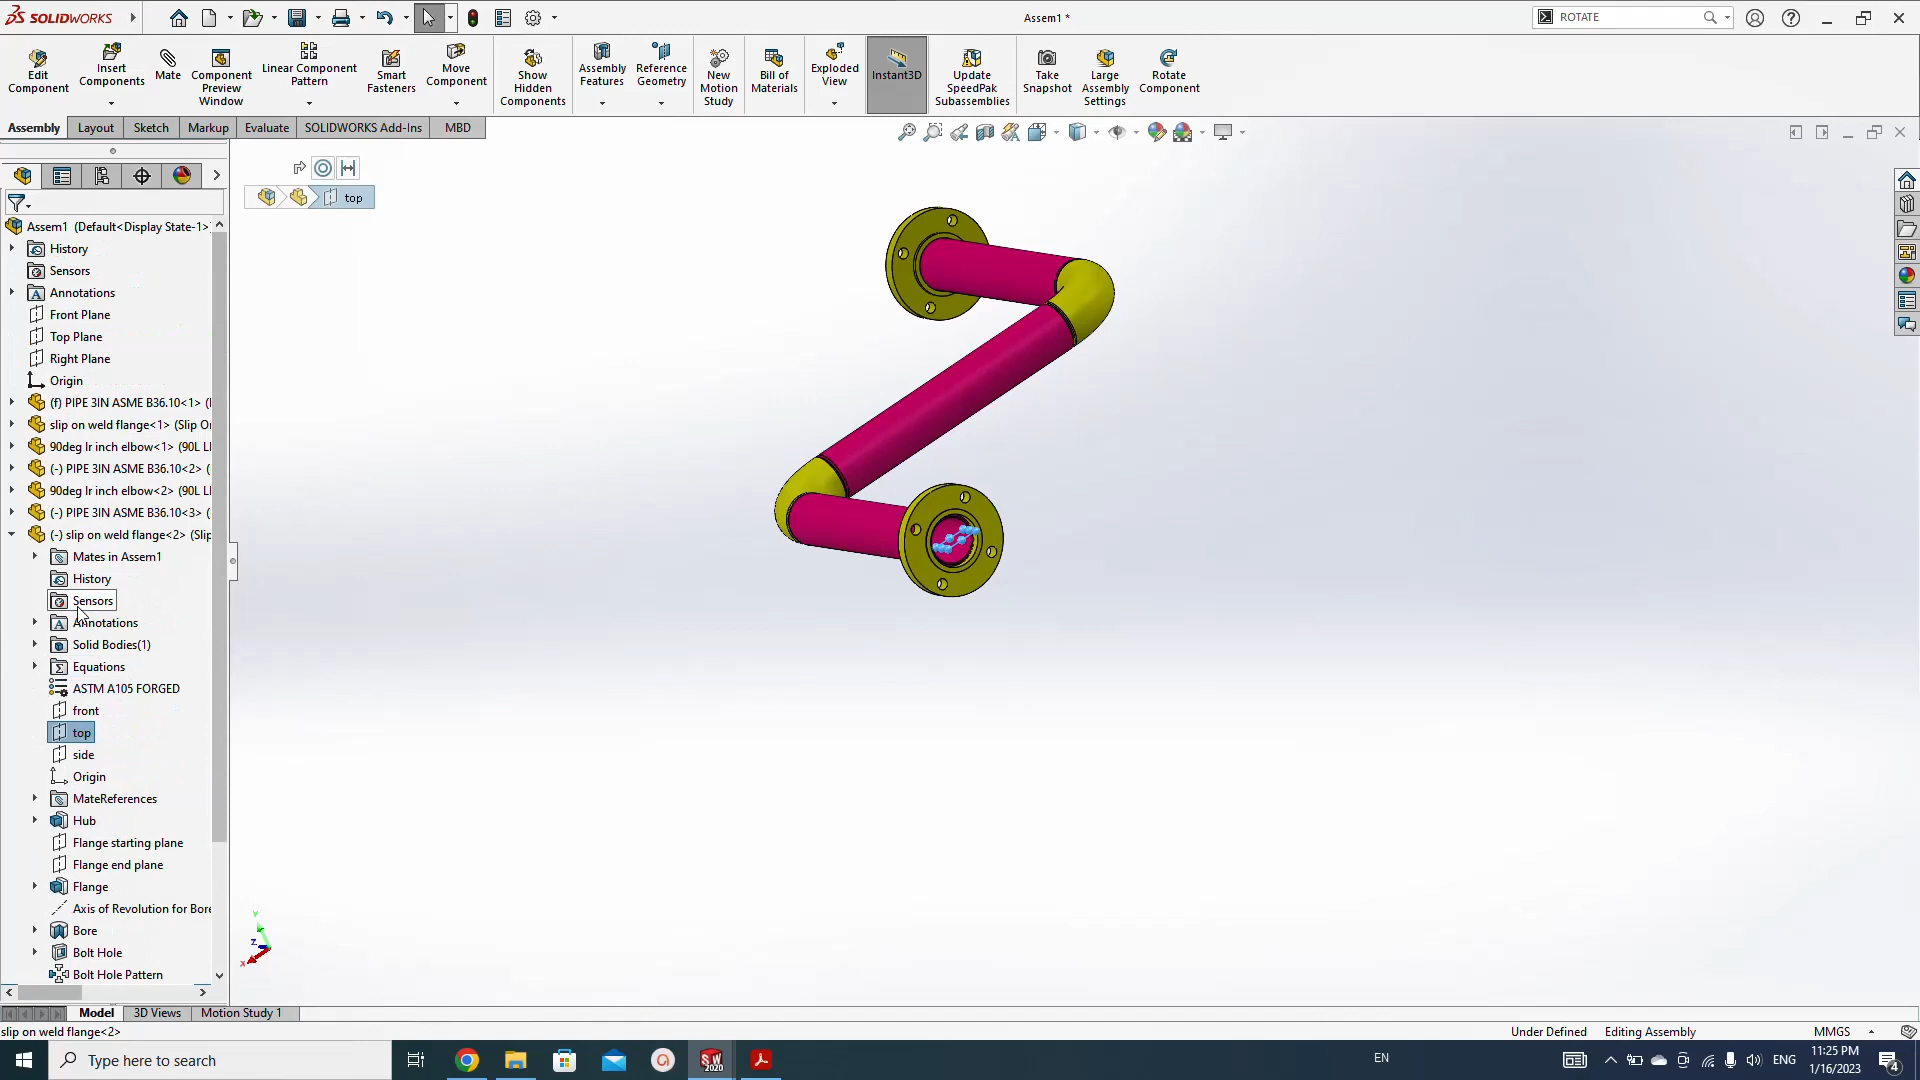 SOLIDWORKS
Assem1 *
ROTATE
Edit Component
Insert Components
Mate
Component Preview Window
Linear Component Pattern
Smart Fasteners
Move Component
Show Hidden Components
Assembly Features
Reference Geometry
New Motion Study
Bill of Materials
Exploded View
Instant3D
Update SpeedPak Subassemblies
Take Snapshot
Large Assembly Settings
Rotate Component
Assembly
Layout
Sketch
Markup
Evaluate
SOLIDWORKS Add-Ins
MBD
top
Assem1 (Default<Display State-1>
History
Sensors
Annotations
Front Plane
Top Plane
Right Plane
Origin
(f) PIPE 3IN ASME B36.10<1> (
slip on weld flange<1> (Slip O
90deg lr inch elbow<1> (90L L
(-) PIPE 3IN ASME B36.10<2> (
90deg lr inch elbow<2> (90L L
(-) PIPE 3IN ASME B36.10<3> (
(-) slip on weld flange<2> (Slip
Mates in Assem1
History
Sensors
Annotations
Solid Bodies(1)
Equations
ASTM A105 FORGED
front
top
side
Origin
MateReferences
Hub
Flange starting plane
Flange end plane
Flange
Axis of Revolution for Bore
Bore
Bolt Hole
Bolt Hole Pattern
Y
Z
X
Model
3D Views
Motion Study 1
slip on weld flange<2>
Under Defined
Editing Assembly
MMGS
Type here to search
SW
2020
EN
ENG
11:25 PM
1/16/2023
4